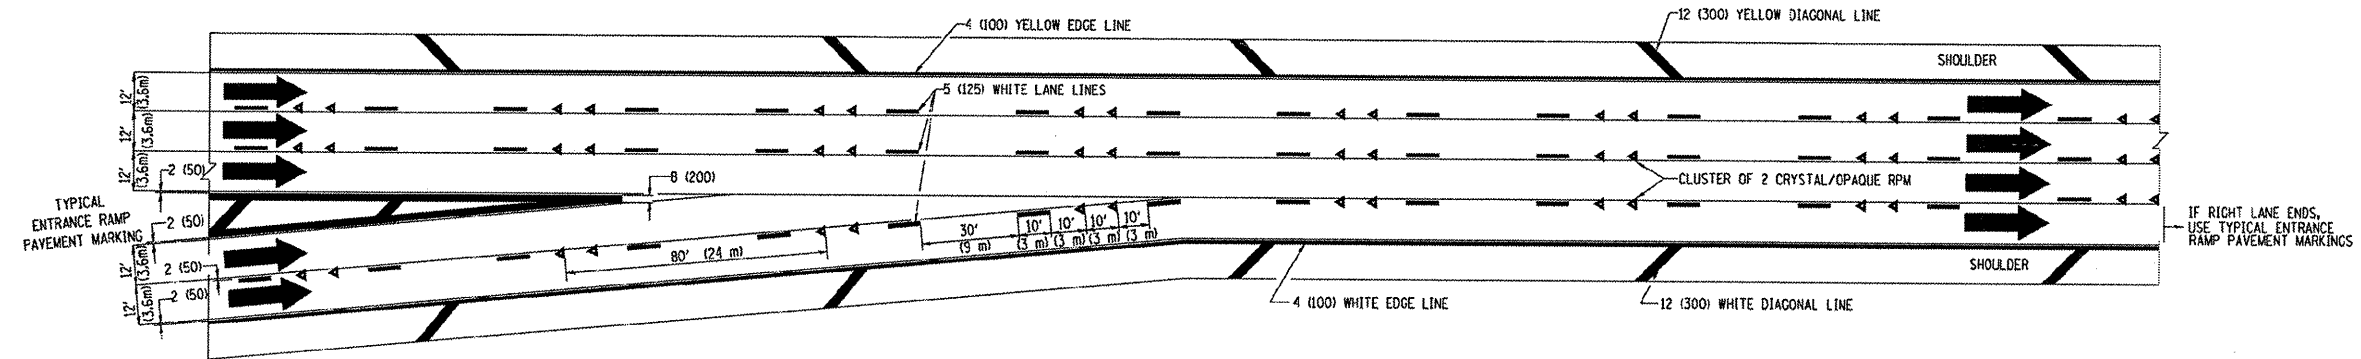 4 (100) YELLOW EDGE LINE
12 (300) YELLOW DIAGONAL LINE
SHOULDER
12'
(3.6m)
12'
(3.6m)
12'
(3.6m)
5 (125) WHITE LANE LINES
2 (50)
8 (200)
CLUSTER OF 2 CRYSTAL/OPAQUE RPM
TYPICAL
ENTRANCE RAMP
PAVEMENT MARKING
2 (50)
30'
(9 m)
10'
(3 m)
10'
(3 m)
10'
(3 m)
10'
(3 m)
IF RIGHT LANE ENDS,
USE TYPICAL ENTRANCE
RAMP PAVEMENT MARKINGS
80' (24 m)
2 (50)
12'
(3.6m)
12'
(3.6m)
2 (50)
SHOULDER
4 (100) WHITE EDGE LINE
12 (300) WHITE DIAGONAL LINE